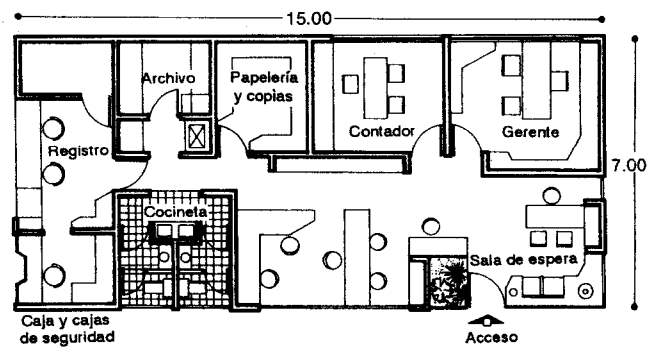 15.00
Archivo
Papelería
y copias
Contador
Gerente
Registro
7.00
Cocineta
Sala de espera
Caja y cajas
de seguridad
Acceso